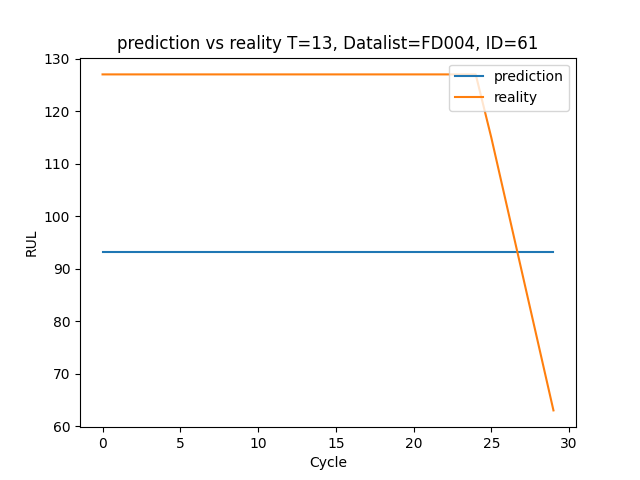 prediction vs reality T=13, Datalist=FD004, ID=61
130
120
110
100
90
80
70
60
RUL
prediction
reality
0 5 10 15 20 25 30
Cycle